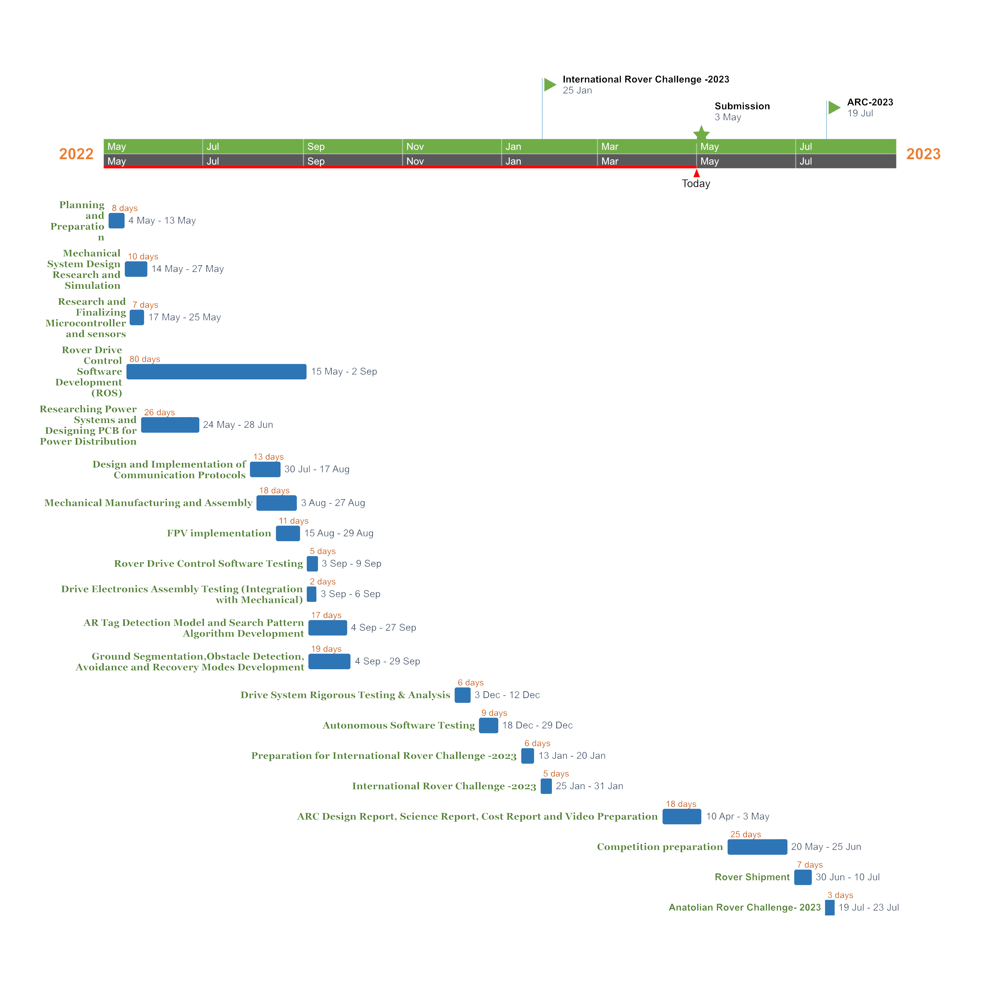 International Rover Challenge -2023
25 Jan
Submission
3 May
ARC-2023
19 Jul
2022
May Jul Sep Nov Jan Mar May Jul
May Jul Sep Nov Jan Mar May Jul
2023
Today
Planning
and
Preparatio
n
8 days
4 May - 13 May
Mechanical
System Design
Research and
Simulation
10 days
14 May - 27 May
Research and
Finalizing
Microcontroller
and sensors
7 days
17 May - 25 May
Rover Drive
Control
Software
Development
(ROS)
80 days
15 May - 2 Sep
Researching Power
Systems and
Designing PCB for
Power Distribution
26 days
24 May - 28 Jun
Design and Implementation of
Communication Protocols
13 days
30 Jul - 17 Aug
Mechanical Manufacturing and Assembly
18 days
3 Aug - 27 Aug
FPV implementation
11 days
15 Aug - 29 Aug
Rover Drive Control Software Testing
5 days
3 Sep - 9 Sep
Drive Electronics Assembly Testing (Integration
with Mechanical)
2 days
3 Sep - 6 Sep
AR Tag Detection Model and Search Pattern
Algorithm Development
17 days
4 Sep - 27 Sep
Ground Segmentation,Obstacle Detection,
Avoidance and Recovery Modes Development
19 days
4 Sep - 29 Sep
Drive System Rigorous Testing & Analysis
6 days
3 Dec - 12 Dec
Autonomous Software Testing
9 days
18 Dec - 29 Dec
Preparation for International Rover Challenge -2023
6 days
13 Jan - 20 Jan
International Rover Challenge -2023
5 days
25 Jan - 31 Jan
ARC Design Report, Science Report, Cost Report and Video Preparation
18 days
10 Apr - 3 May
Competition preparation
25 days
20 May - 25 Jun
Rover Shipment
7 days
30 Jun - 10 Jul
Anatolian Rover Challenge- 2023
3 days
19 Jul - 23 Jul